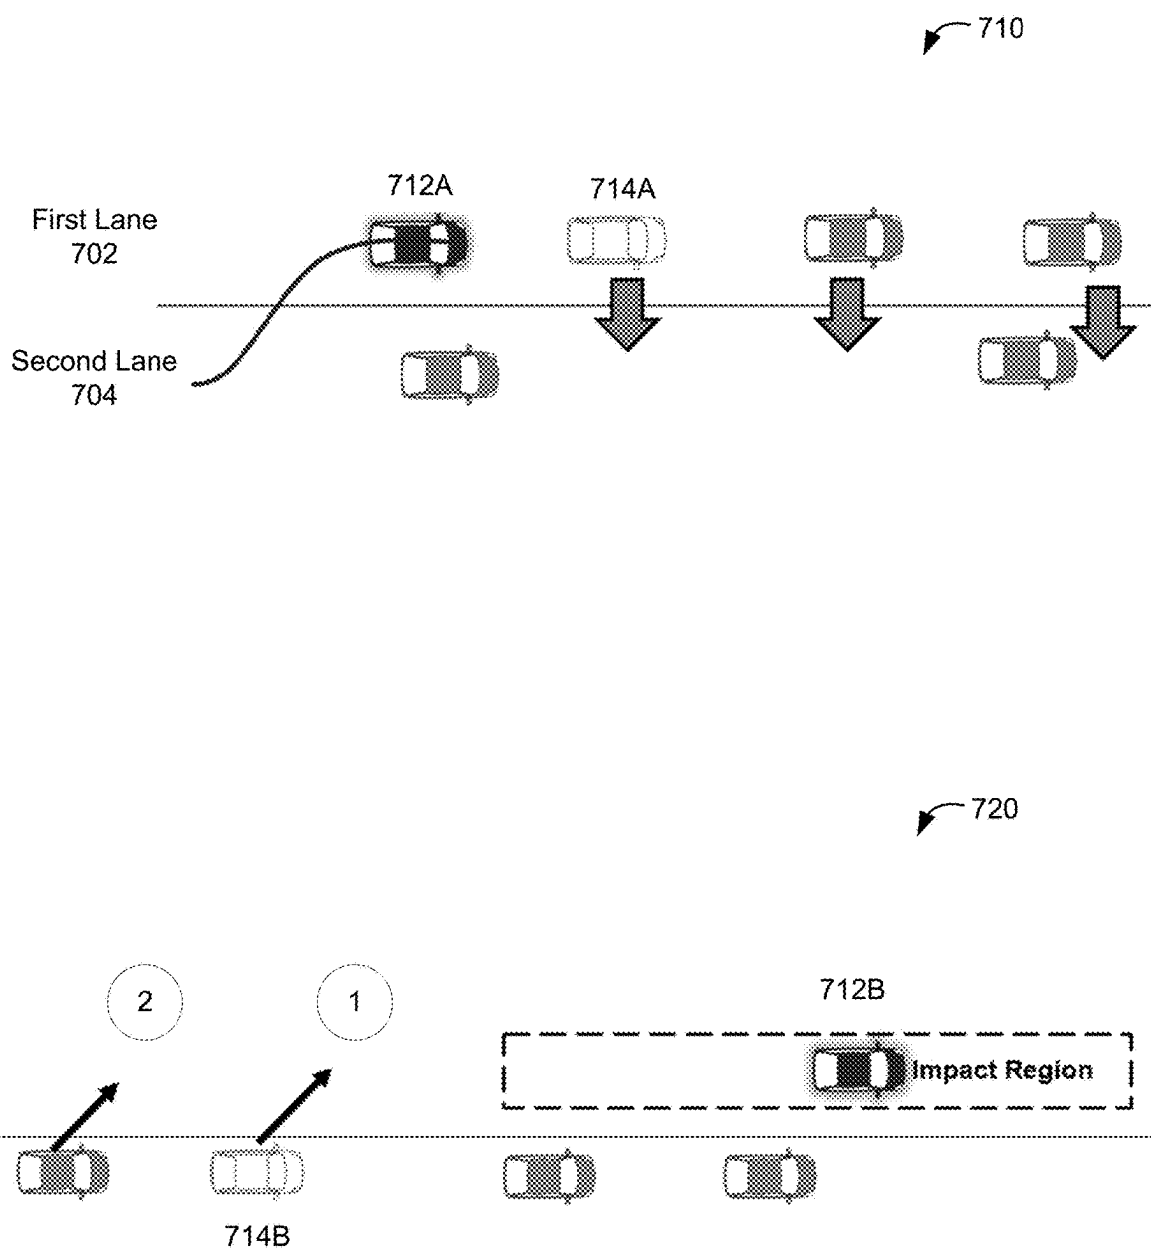 710
712A
714A
First Lane
702
Second Lane
704
720
2
1
712B
Impact Region
714B